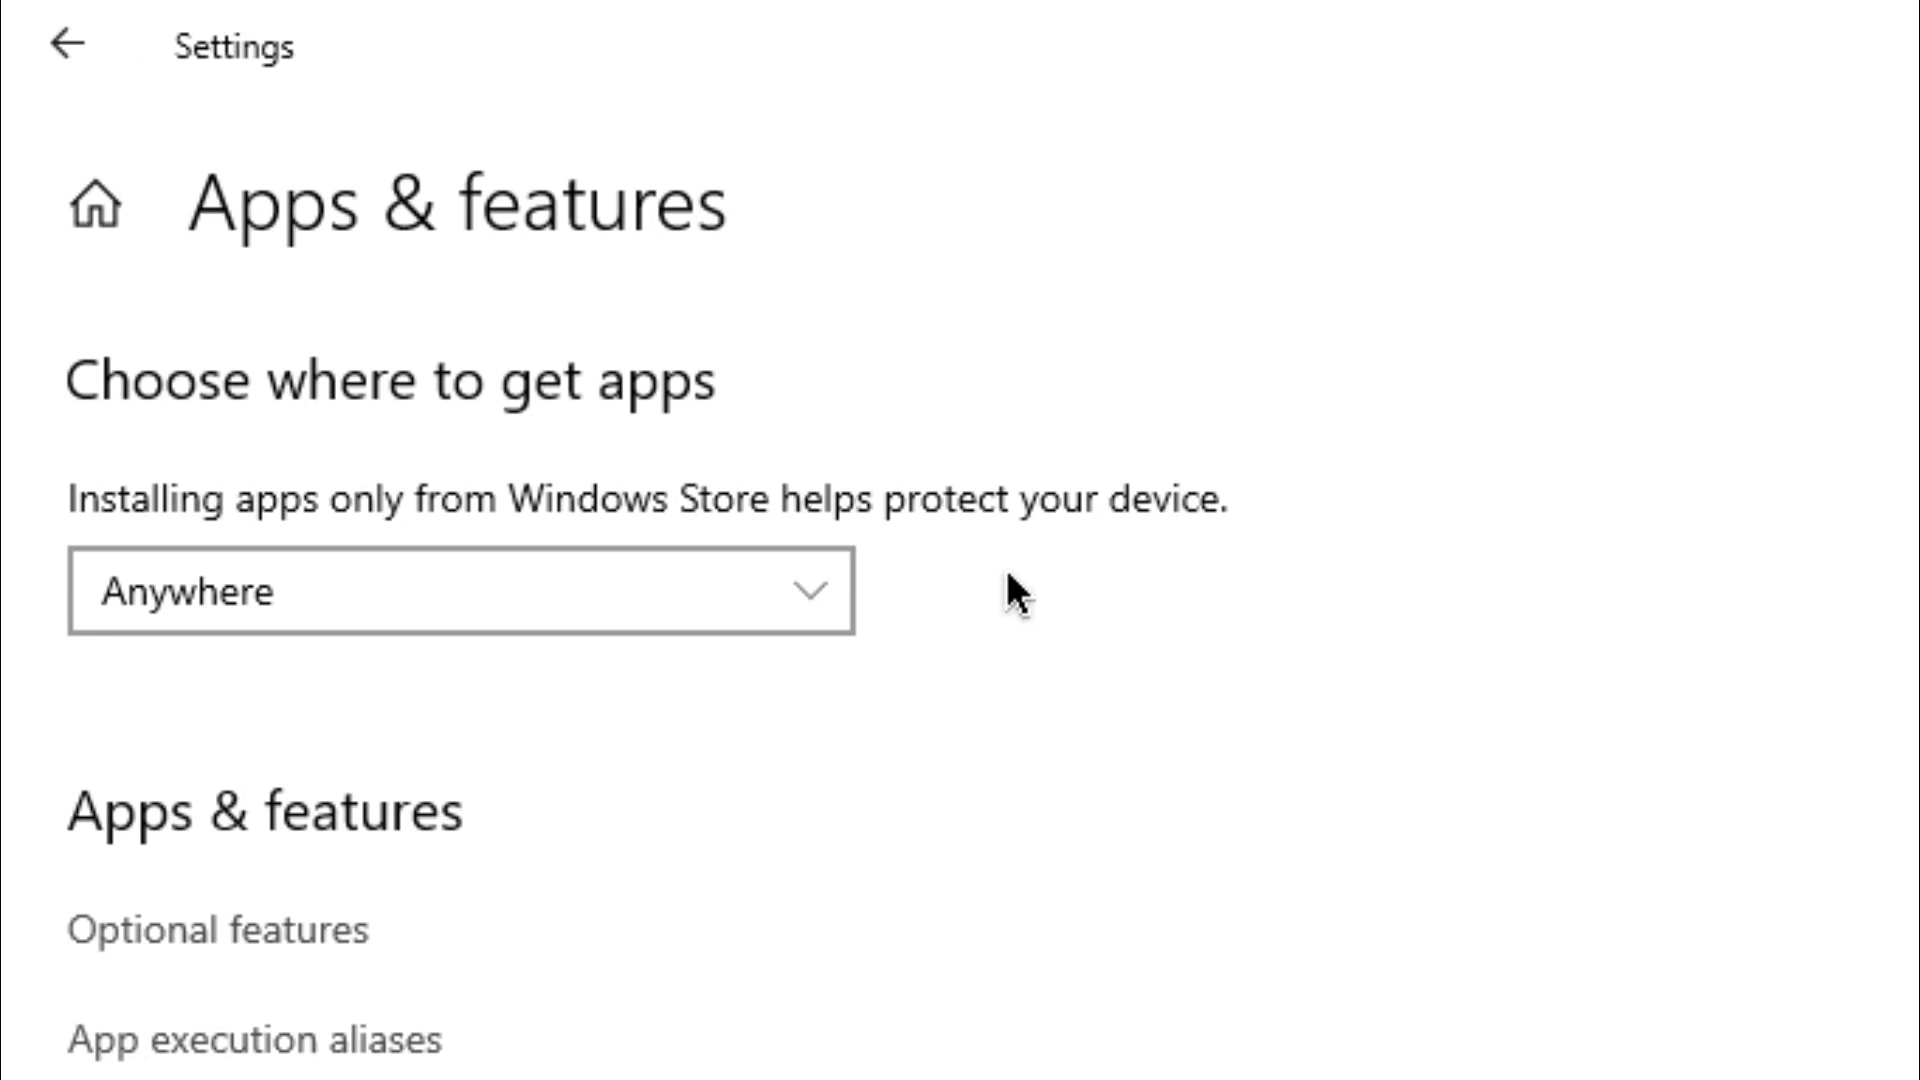 Settings
Apps & features
Choose where to get apps
Installing apps only from Windows Store helps protect your device.
Anywhere
Apps & features
Optional features
App execution aliases